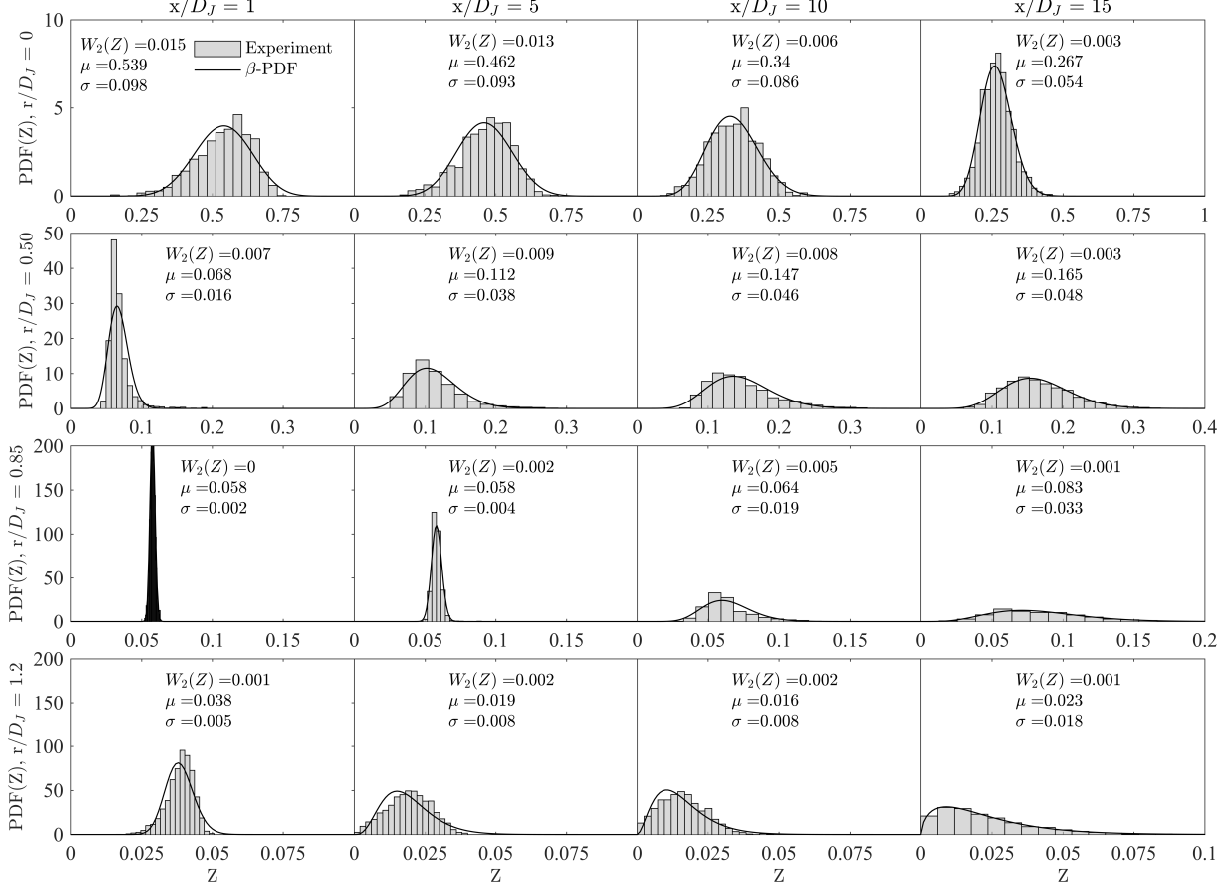 x/D_J = 1 x/D_J = 5 x/D_J = 10 x/D_J = 15
PDF(Z), r/D_J = 0
10
5
0
W_2(Z) =0.015
μ =0.539
σ =0.098
Experiment
β-PDF
W_2(Z) =0.013
μ =0.462
σ =0.093
W_2(Z) =0.006
μ =0.34
σ =0.086
W_2(Z) =0.003
μ =0.267
σ =0.054
0 0.25 0.5 0.75 0 0.25 0.5 0.75 0 0.25 0.5 0.75 0 0.25 0.5 0.75 1
PDF(Z), r/D_J = 0.50
50
40
30
20
10
0
W_2(Z) =0.007
μ =0.068
σ =0.016
W_2(Z) =0.009
μ =0.112
σ =0.038
W_2(Z) =0.008
μ =0.147
σ =0.046
W_2(Z) =0.003
μ =0.165
σ =0.048
0 0.1 0.2 0.3 0 0.1 0.2 0.3 0 0.1 0.2 0.3 0 0.1 0.2 0.3 0.4
PDF(Z), r/D_J = 0.85
200
150
100
50
0
W_2(Z) =0
μ =0.058
σ =0.002
W_2(Z) =0.002
μ =0.058
σ =0.004
W_2(Z) =0.005
μ =0.064
σ =0.019
W_2(Z) =0.001
μ =0.083
σ =0.033
0 0.05 0.1 0.15 0 0.05 0.1 0.15 0 0.05 0.1 0.15 0 0.05 0.1 0.15 0.2
PDF(Z), r/D_J = 1.2
200
150
100
50
0
W_2(Z) =0.001
μ =0.038
σ =0.005
W_2(Z) =0.002
μ =0.019
σ =0.008
W_2(Z) =0.002
μ =0.016
σ =0.008
W_2(Z) =0.001
μ =0.023
σ =0.018
0 0.025 0.05 0.075 0 0.025 0.05 0.075 0 0.025 0.05 0.075 0 0.025 0.05 0.075 0.1
Z Z Z Z